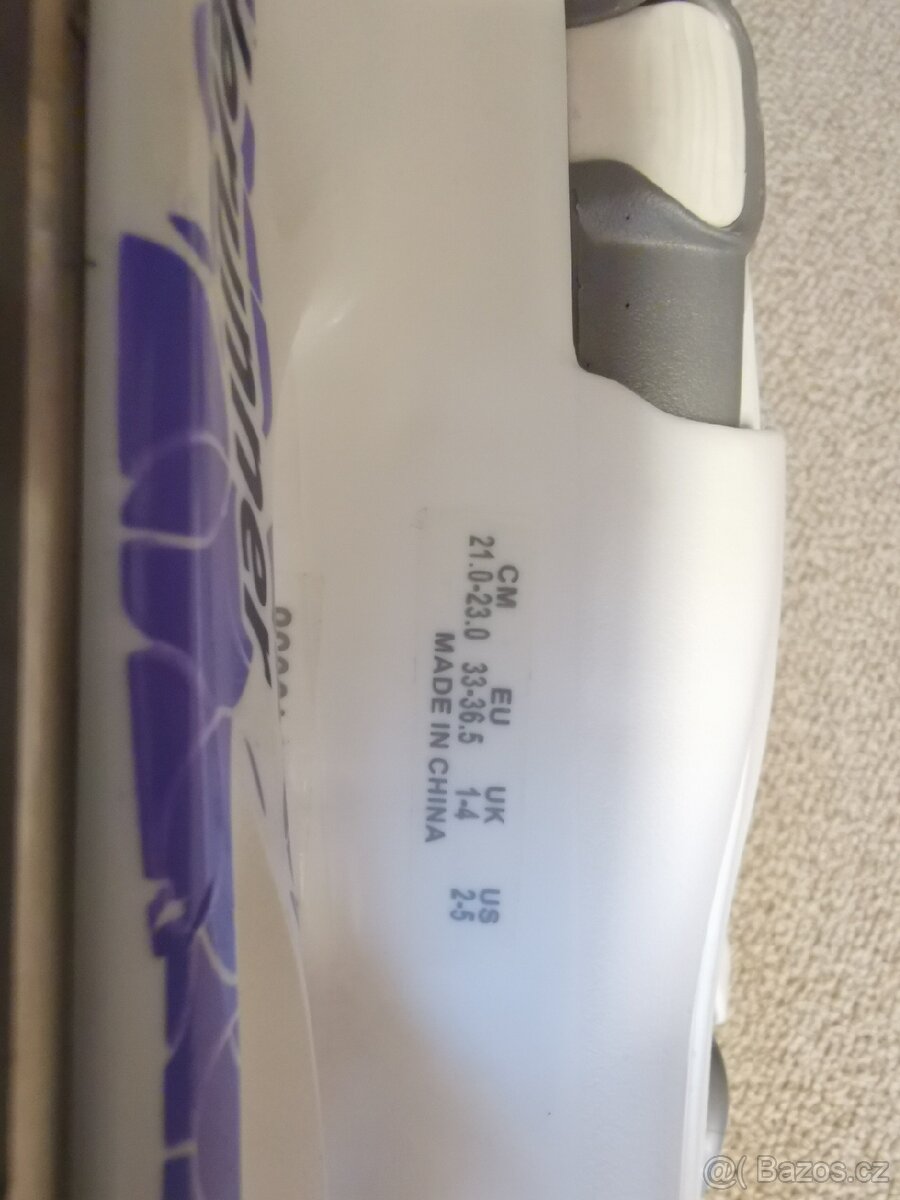 CM EU UK US
21.0-23.0 33-36.5 1-4 2-5
MADE IN CHINA
Bazos.cz